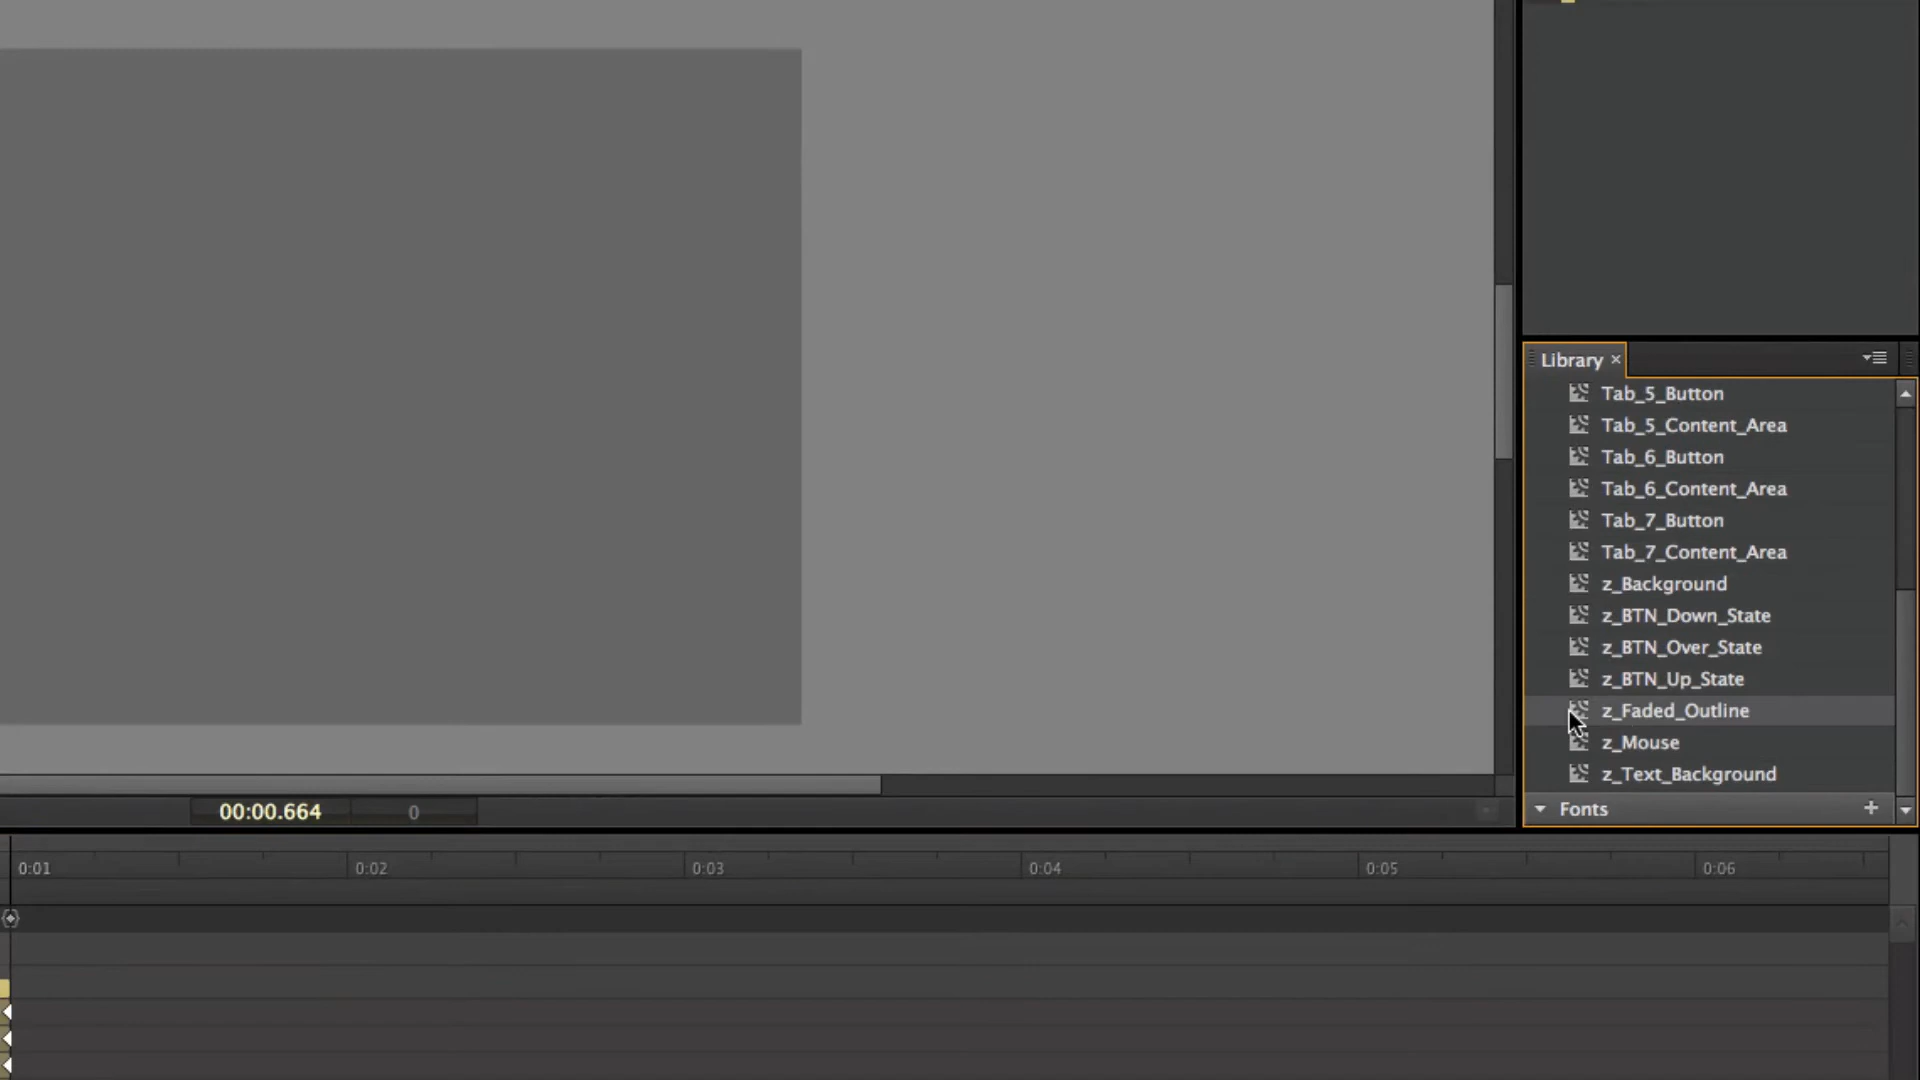 Library ×
Tab_5_Button
Tab_5_Content_Area
Tab_6_Button
Tab_6_Content_Area
Tab_7_Button
Tab_7_Content_Area
z_Background
z_BTN_Down_State
z_BTN_Over_State
z_BTN_Up_State
z_Faded_Outline
z_Mouse
z_Text_Background
Fonts +
00:00.664 0
0:01 0:02 0:03 0:04 0:05 0:06